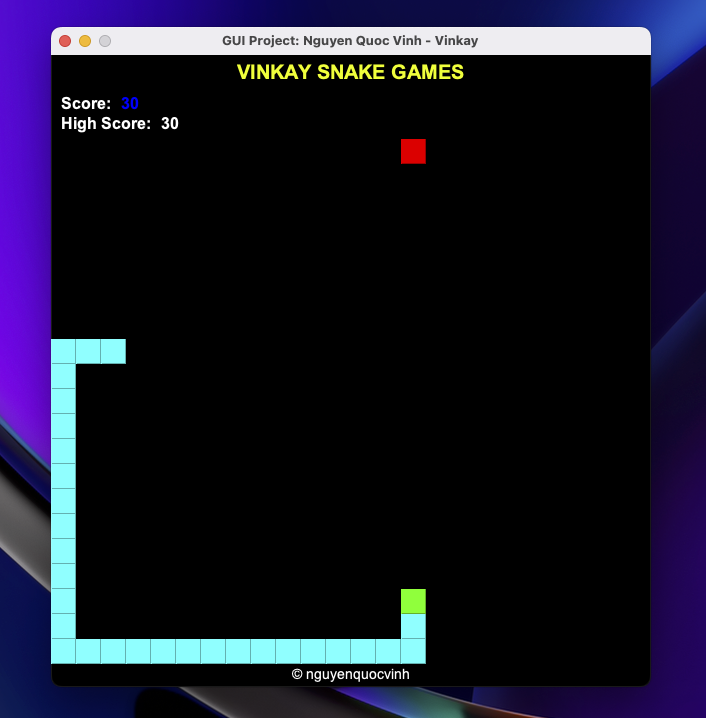 GUI Project: Nguyen Quoc Vinh - Vinkay
VINKAY SNAKE GAMES
Score: 30
High Score: 30
© nguyenquocvinh